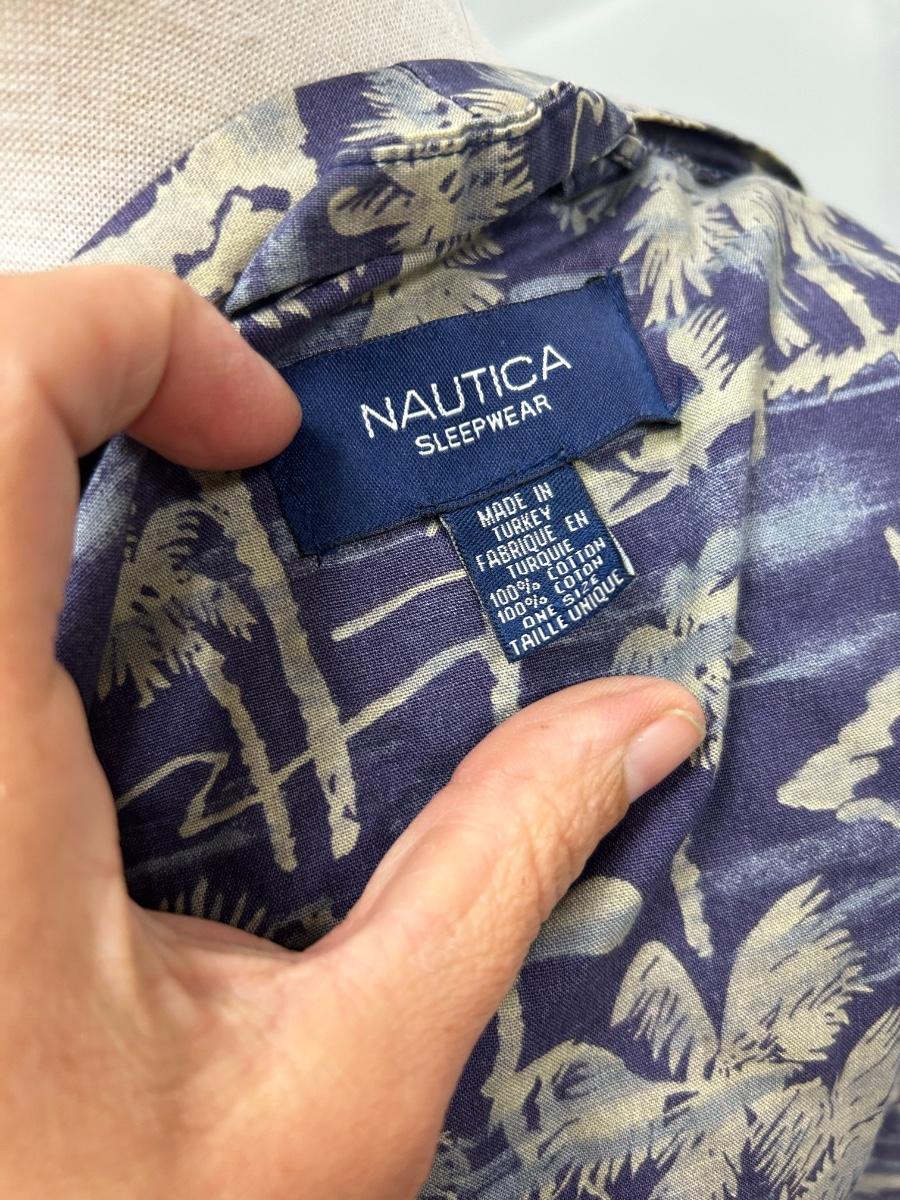 NAUTICA
SLEEPWEAR
MADE IN
TURKEY
FABRIQUE EN
TURQUIE
100% COTTON
100% COTON
ONE SIZE
TAILLE UNIQUE